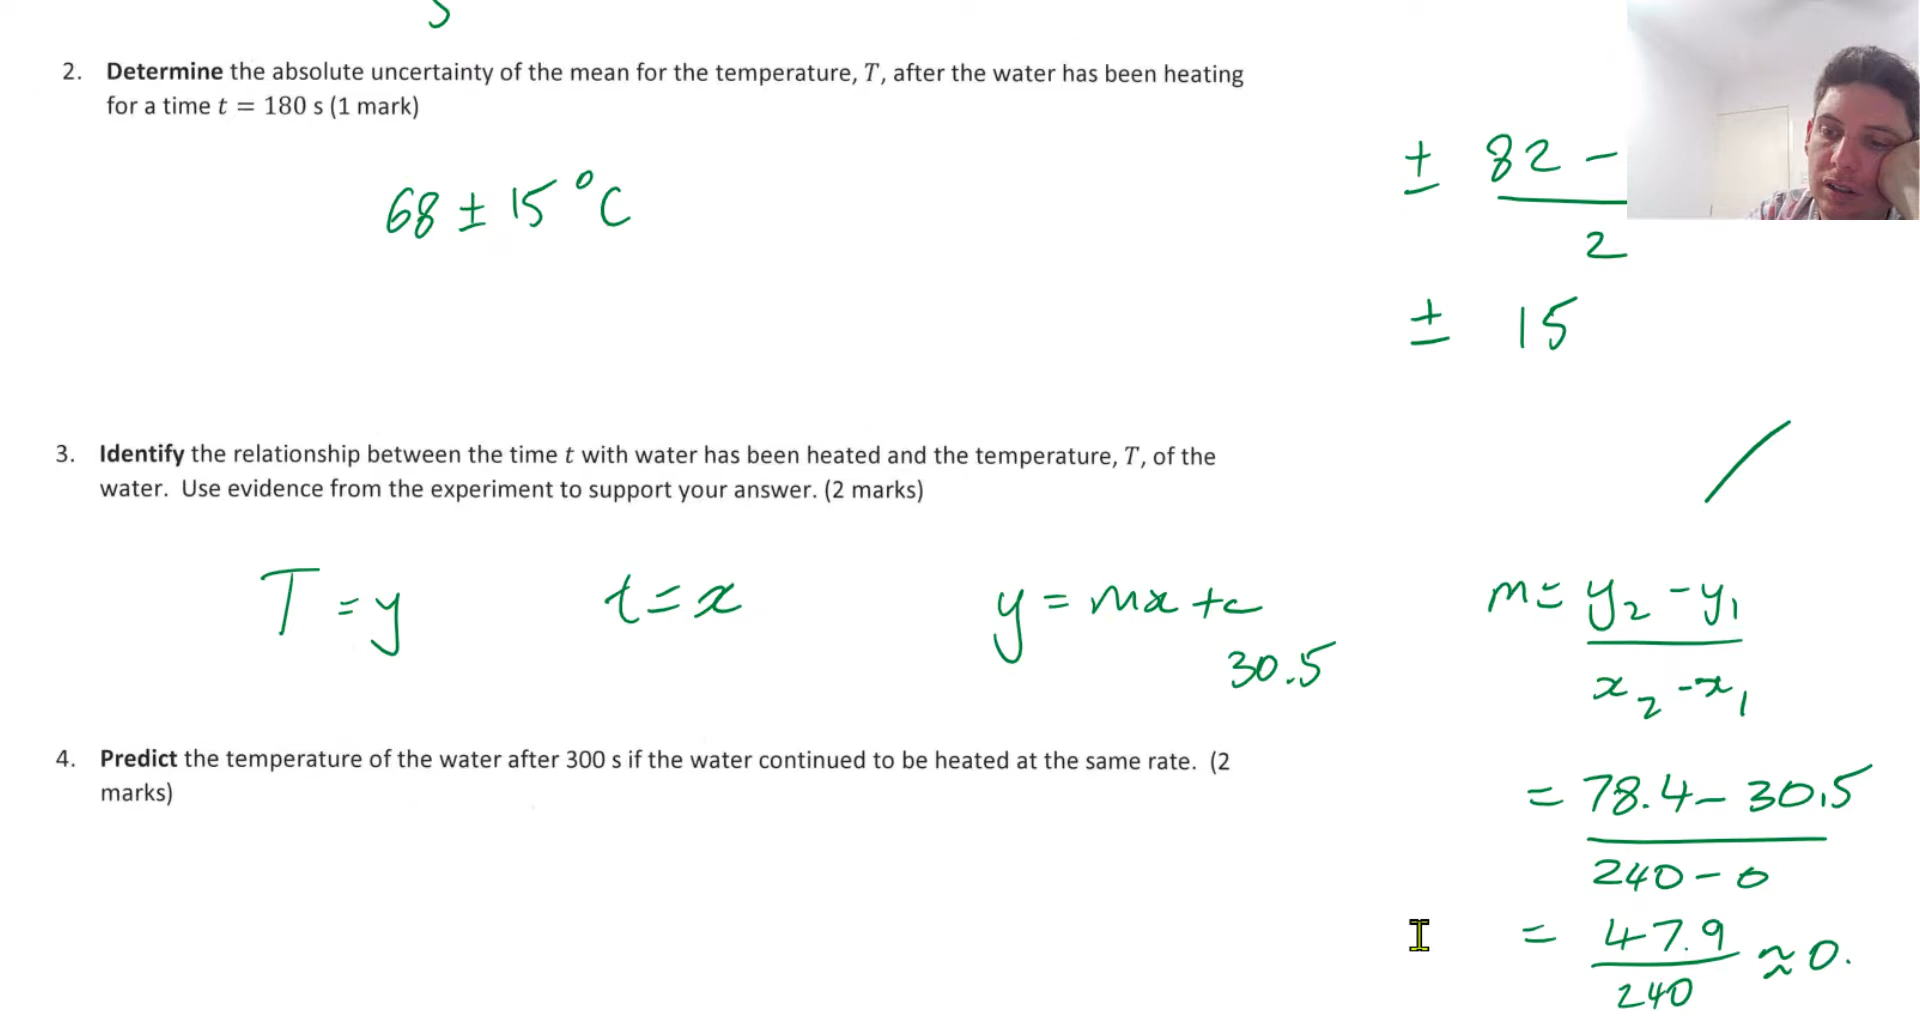 2. Determine the absolute uncertainty of the mean for the temperature, T, after the water has been heating
for a time t = 180 s (1 mark)
68 ± 15 °C
± 82 −
2
± 15
3. Identify the relationship between the time t with water has been heated and the temperature, T, of the
water. Use evidence from the experiment to support your answer. (2 marks)
T = y t = x y = mx + c
30.5
m = y₂ − y₁
x₂ − x₁
4. Predict the temperature of the water after 300 s if the water continued to be heated at the same rate. (2
marks)
= 78.4 − 30.5
240 − 0
= 47.9 ≈ 0.
240